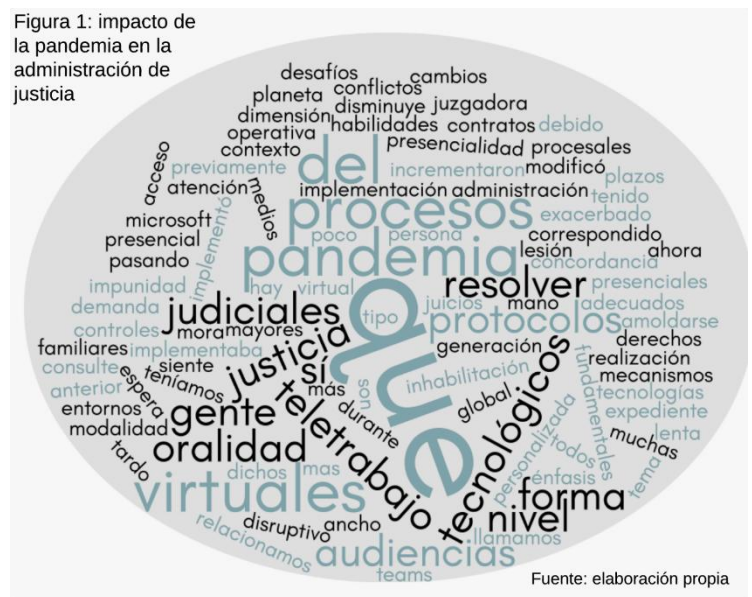 Figura 1: impacto de
la pandemia en la
administración de
justicia
desafíos
cambios
planeta
conflictos
dimensión
disminuye
juzgadora
operativa
habilidades
contratos
debido
contexto
del
presencialidad
procesales
acceso
previamente
incrementaron
modificó
plazos
atención
medios
implementación
administración
tenido
microsoft
implementó
procesos
exacerbado
presencial
poco
persona
correspondido
pasando
pandemia
lesión
ahora
concordancia
impunidad
hay
virtual
que
resolver
presenciales
demanda
judiciales
tipo
juicios
mano
adecuados
controles
mora
mayores
protocolos
amoldarse
familiares
implementaba
justicia
generación
derechos
consulte
siente
sí
realización
anterior
espera
teníamos
más
son
inhabilitación
fundamentales
mecanismos
entornos
gente
teletrabajo
durante
global
tecnológicos
tecnologías
modalidad
personalizada
expediente
tardo
oralidad
todos
muchas
lenta
virtuales
dichos
mas
énfasis
tema
forma
relacionamos
disruptivo
ancho
nivel
llamamos
audiencias
teams
Fuente: elaboración propia